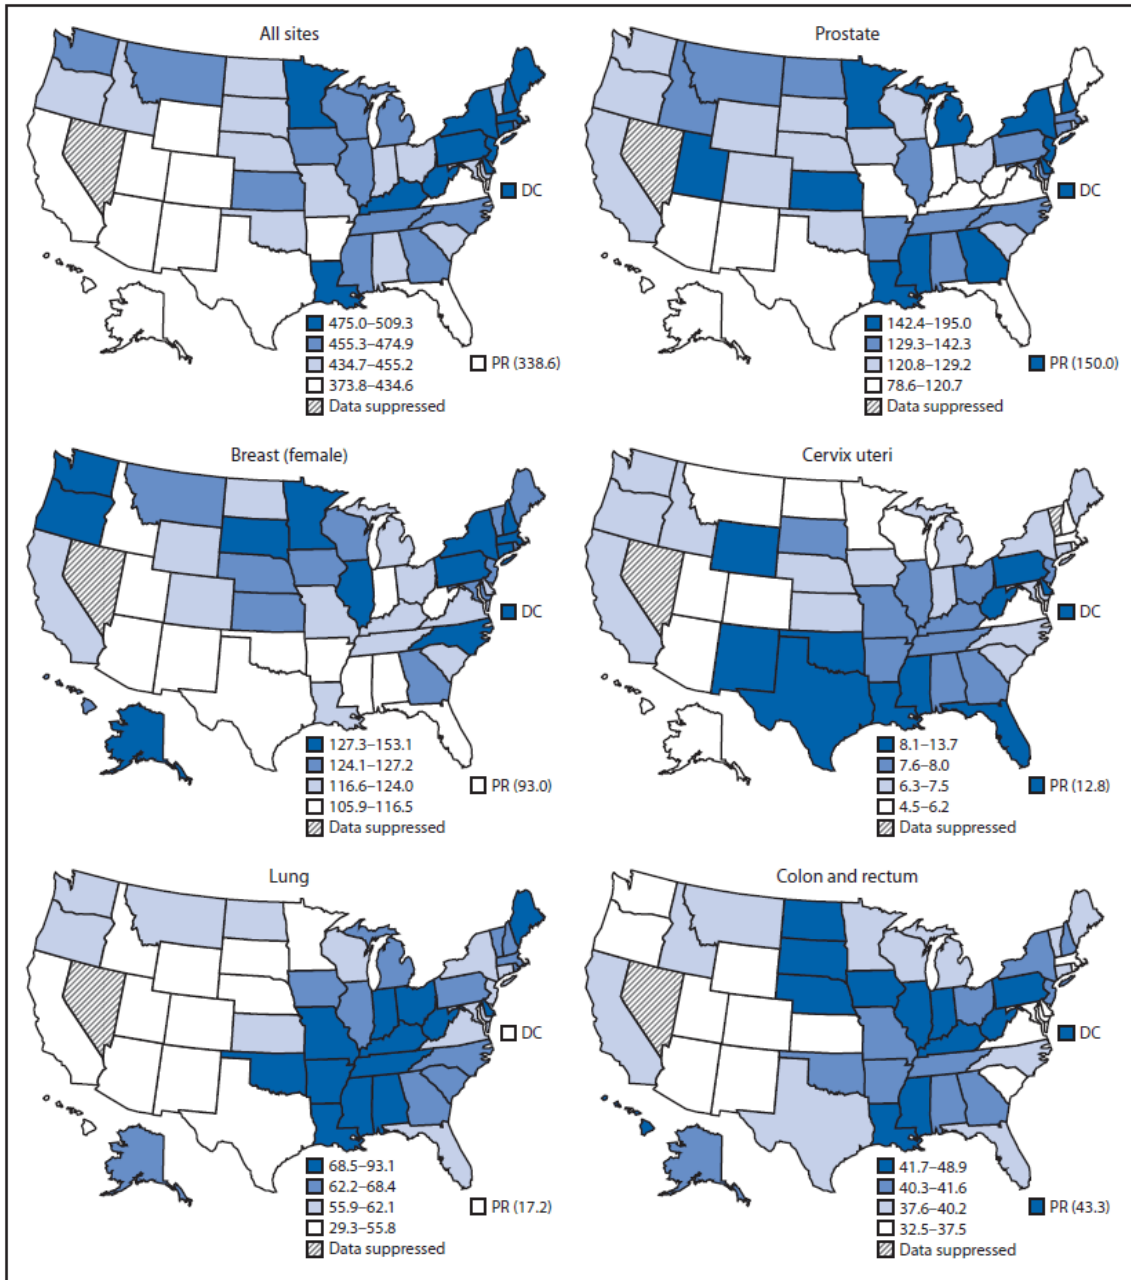 All sites
DC
475.0–509.3
455.3–474.9
434.7–455.2
373.8–434.6
Data suppressed
PR (338.6)
Prostate
DC
142.4–195.0
129.3–142.3
120.8–129.2
78.6–120.7
Data suppressed
PR (150.0)
Breast (female)
DC
127.3–153.1
124.1–127.2
116.6–124.0
105.9–116.5
Data suppressed
PR (93.0)
Cervix uteri
DC
8.1–13.7
7.6–8.0
6.3–7.5
4.5–6.2
Data suppressed
PR (12.8)
Lung
DC
68.5–93.1
62.2–68.4
55.9–62.1
29.3–55.8
Data suppressed
PR (17.2)
Colon and rectum
DC
41.7–48.9
40.3–41.6
37.6–40.2
32.5–37.5
Data suppressed
PR (43.3)